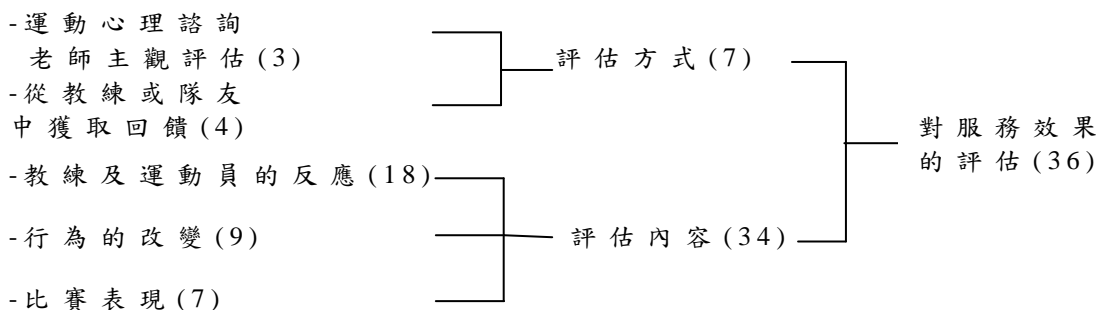 -運動心理諮詢
老師主觀評估(3)
-從教練或隊友
中獲取回饋(4)
評估方式(7)
-教練及運動員的反應(18)
-行為的改變(9)
-比賽表現(7)
評估內容(34)
對服務效果
的評估(36)